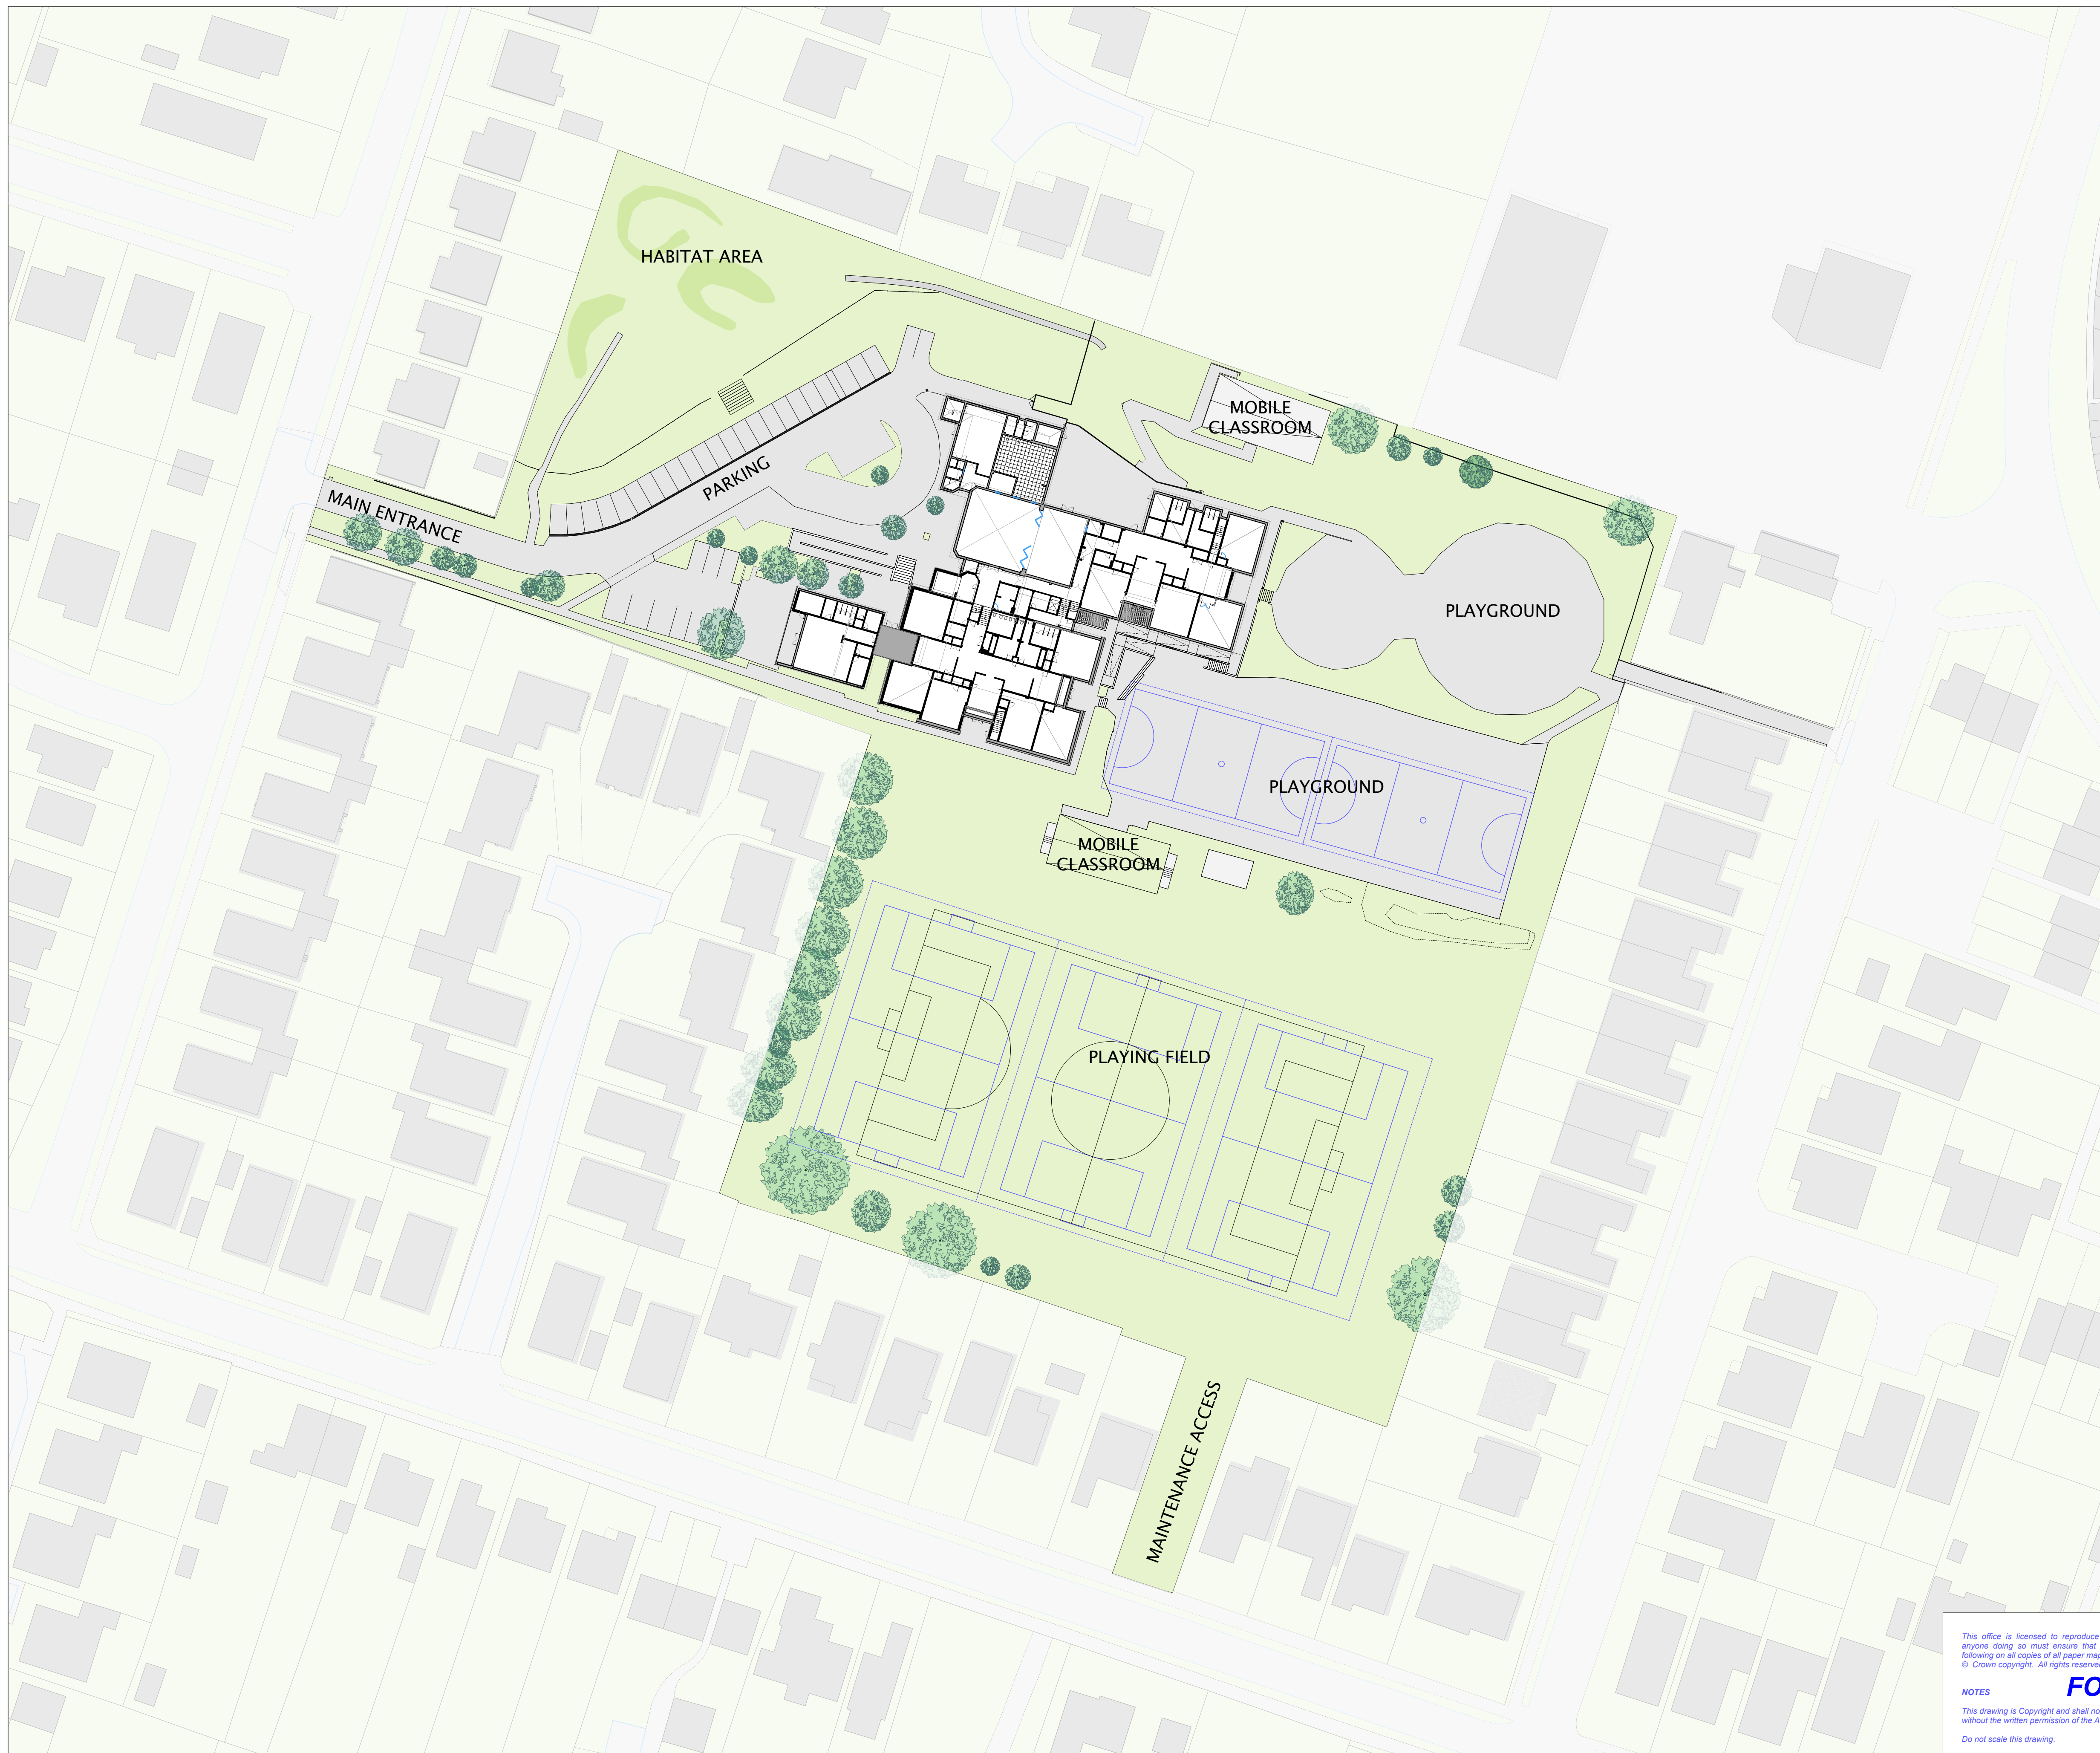 HABITAT AREA
MOBILE
CLASSROOM
PARKING
MAIN ENTRANCE
PLAYGROUND
PLAYGROUND
MOBILE
CLASSROOM
PLAYING FIELD
MAINTENANCE ACCESS
This office is licensed to reproduce
anyone doing so must ensure that
following on all copies of all paper map
© Crown copyright. All rights reserve
NOTES FO
This drawing is Copyright and shall no
without the written permission of the A
Do not scale this drawing.